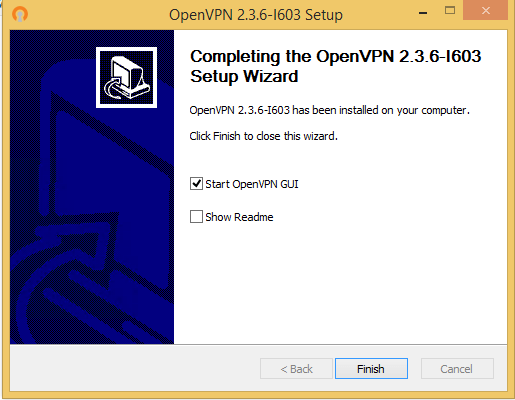 OpenVPN 2.3.6-I603 Setup
Completing the OpenVPN 2.3.6-I603
Setup Wizard
OpenVPN 2.3.6-I603 has been installed on your computer.
Click Finish to close this wizard.
Start OpenVPN GUI
Show Readme
< Back
Finish
Cancel